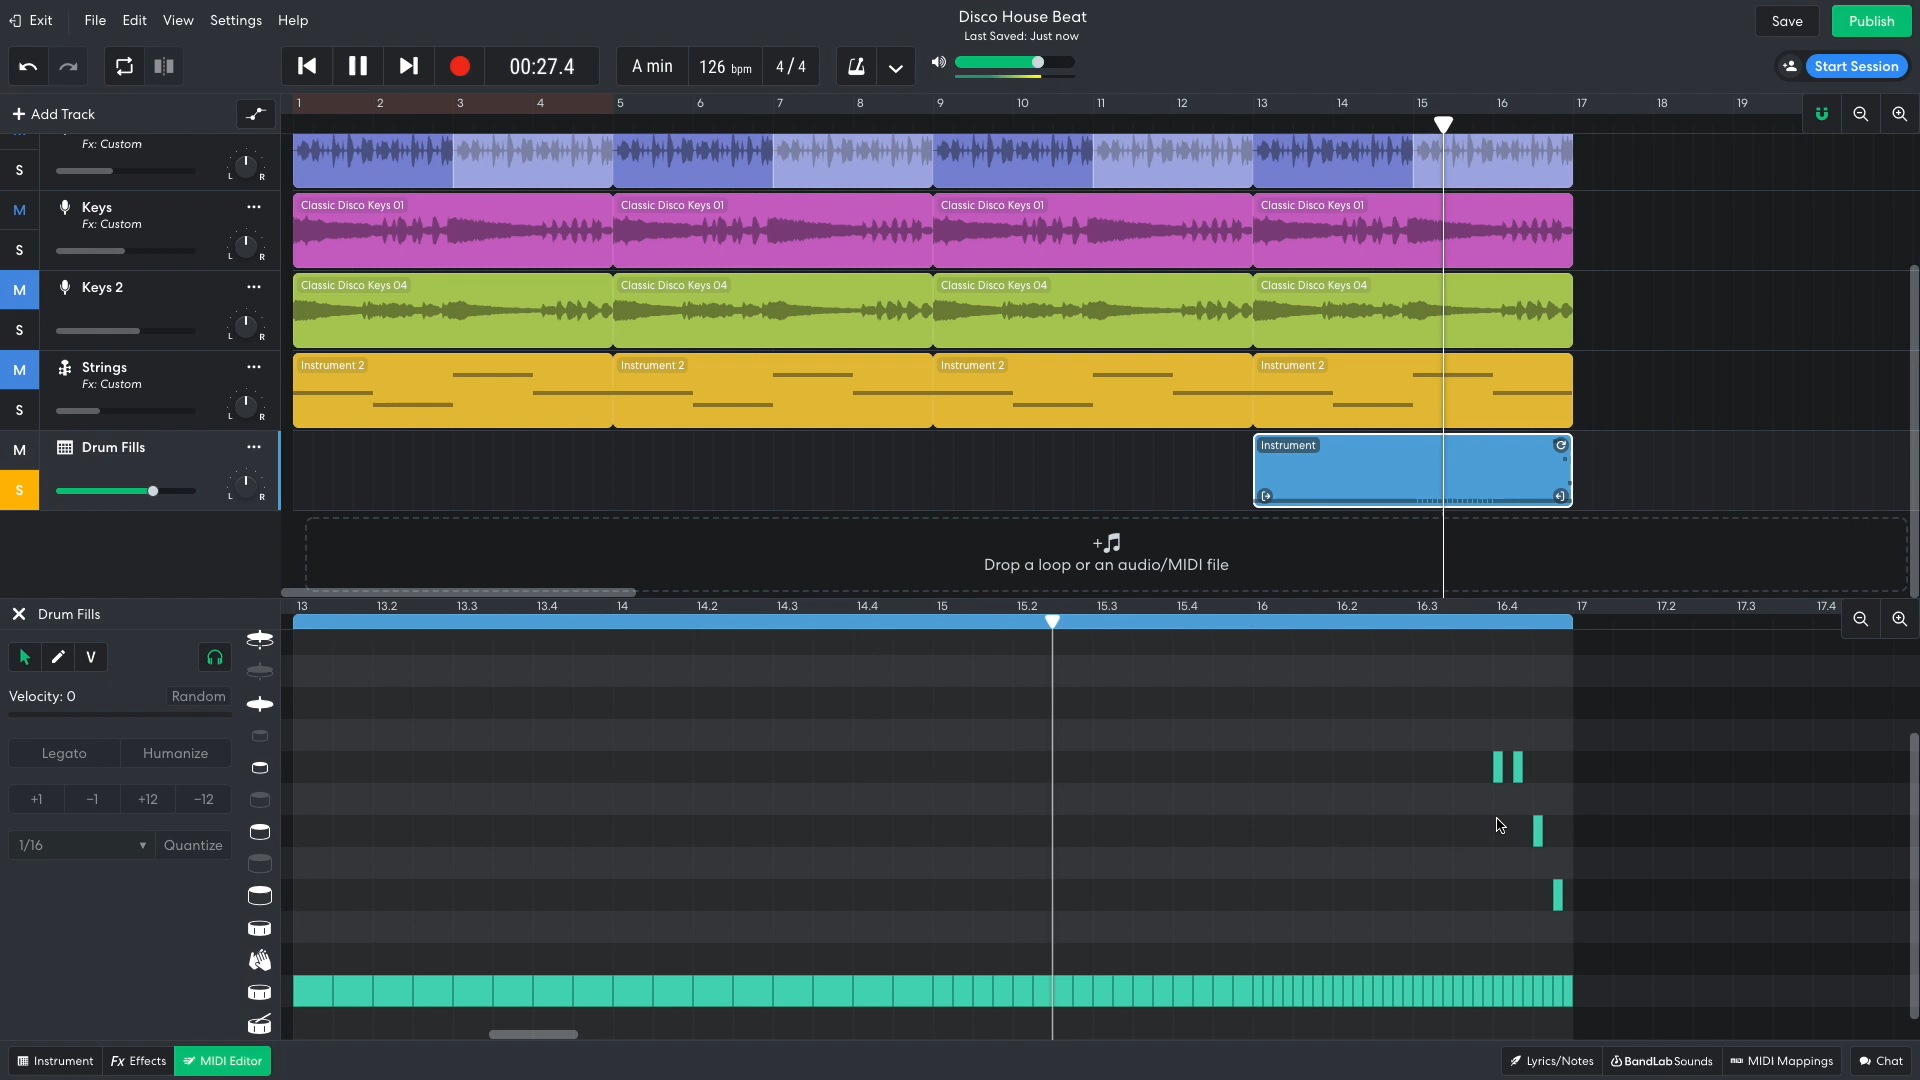 Exit File Edit View Settings Help
Disco House Beat
Last Saved: Just now
Save Publish
00:27.4 A min 126 bpm 4/4
Start Session
Add Track
1 2 3 4 5 6 7 8 9 10 11 12 13 14 15 16 17 18 19
Fx: Custom
S L R
M Keys
Fx: Custom
S L R
Classic Disco Keys 01 Classic Disco Keys 01 Classic Disco Keys 01 Classic Disco Keys 01
M Keys 2
S L R
Classic Disco Keys 04 Classic Disco Keys 04 Classic Disco Keys 04 Classic Disco Keys 04
M Strings
Fx: Custom
S L R
Instrument 2 Instrument 2 Instrument 2 Instrument 2
M Drum Fills
S L R
Instrument
Drop a loop or an audio/MIDI file
Drum Fills
13 13.2 13.3 13.4 14 14.2 14.3 14.4 15 15.2 15.3 15.4 16 16.2 16.3 16.4 17 17.2 17.3 17.4
V
Velocity: 0 Random
Legato Humanize
+1 −1 +12 −12
1/16 Quantize
Instrument Fx Effects MIDI Editor
Lyrics/Notes BandLab Sounds MIDI Mappings Chat